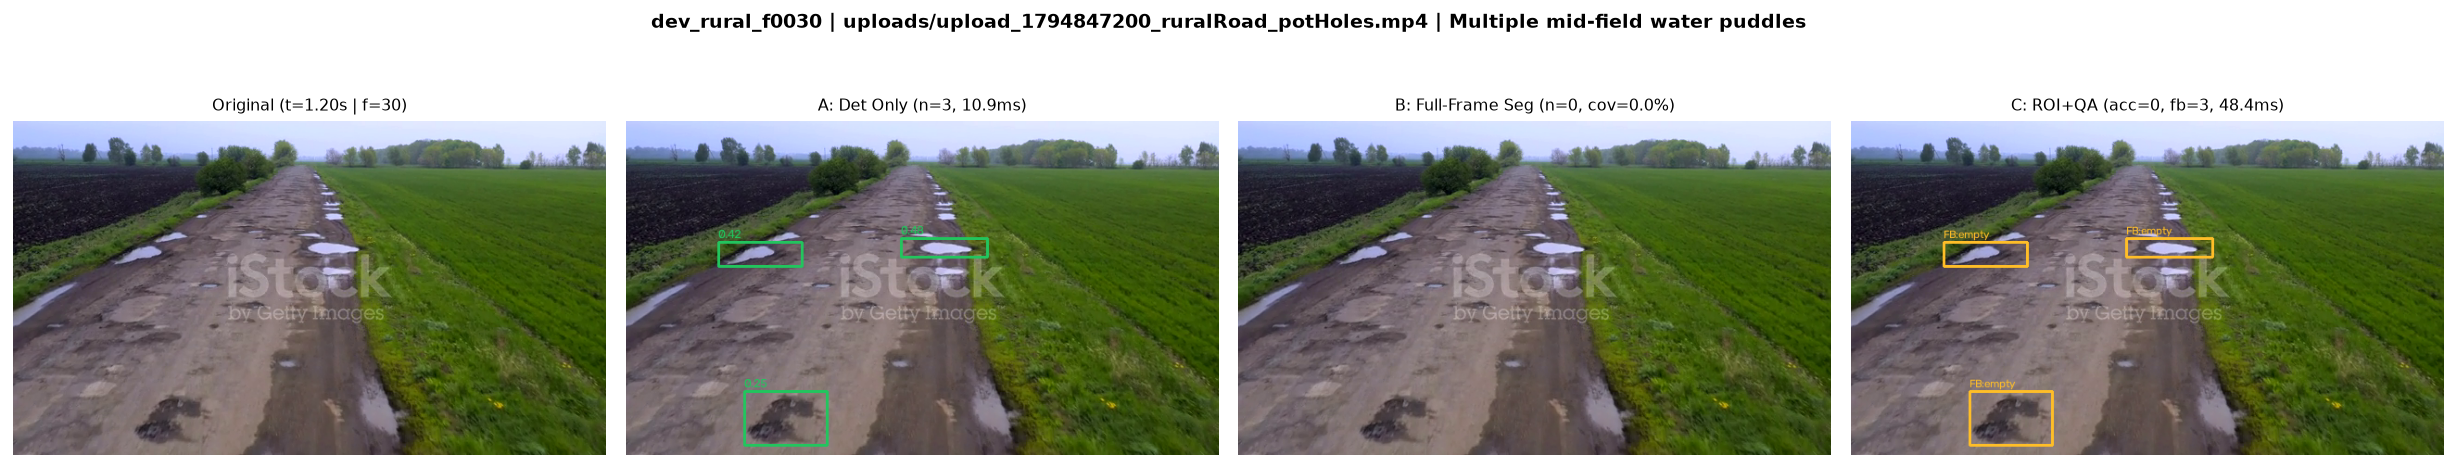 dev_rural_f0030 | uploads/upload_1794847200_ruralRoad_potHoles.mp4 | Multiple mid-field water puddles
Original (t=1.20s | f=30)
A: Det Only (n=3, 10.9ms)
B: Full-Frame Seg (n=0, cov=0.0%)
C: ROI+QA (acc=0, fb=3, 48.4ms)
iStock
by Getty Images
0.42
iStock
by Getty Images
0.25
iStock
by Getty Images
FB:empty
FB:empty
iStock
by Getty Images
FB:empty